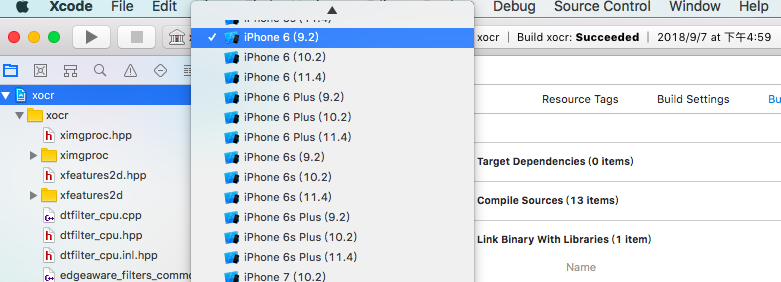 Xcode File Edit Debug Source Control Window Help
iPhone 6 (9.2)
xocr | Build xocr: Succeeded | 2018/9/7 at 下午4:59
iPhone 6 (10.2)
iPhone 6 (11.4)
xocr
iPhone 6 Plus (9.2)
Resource Tags Build Settings Bu
xocr
iPhone 6 Plus (10.2)
ximgproc.hpp
iPhone 6 Plus (11.4)
ximgproc
iPhone 6s (9.2)
Target Dependencies (0 items)
xfeatures2d.hpp
iPhone 6s (10.2)
xfeatures2d
iPhone 6s (11.4)
Compile Sources (13 items)
dtfilter_cpu.cpp
iPhone 6s Plus (9.2)
dtfilter_cpu.hpp
iPhone 6s Plus (10.2)
Link Binary With Libraries (1 item)
dtfilter_cpu.inl.hpp
iPhone 6s Plus (11.4)
Name
edgeaware_filters_commo
iPhone 7 (10.2)